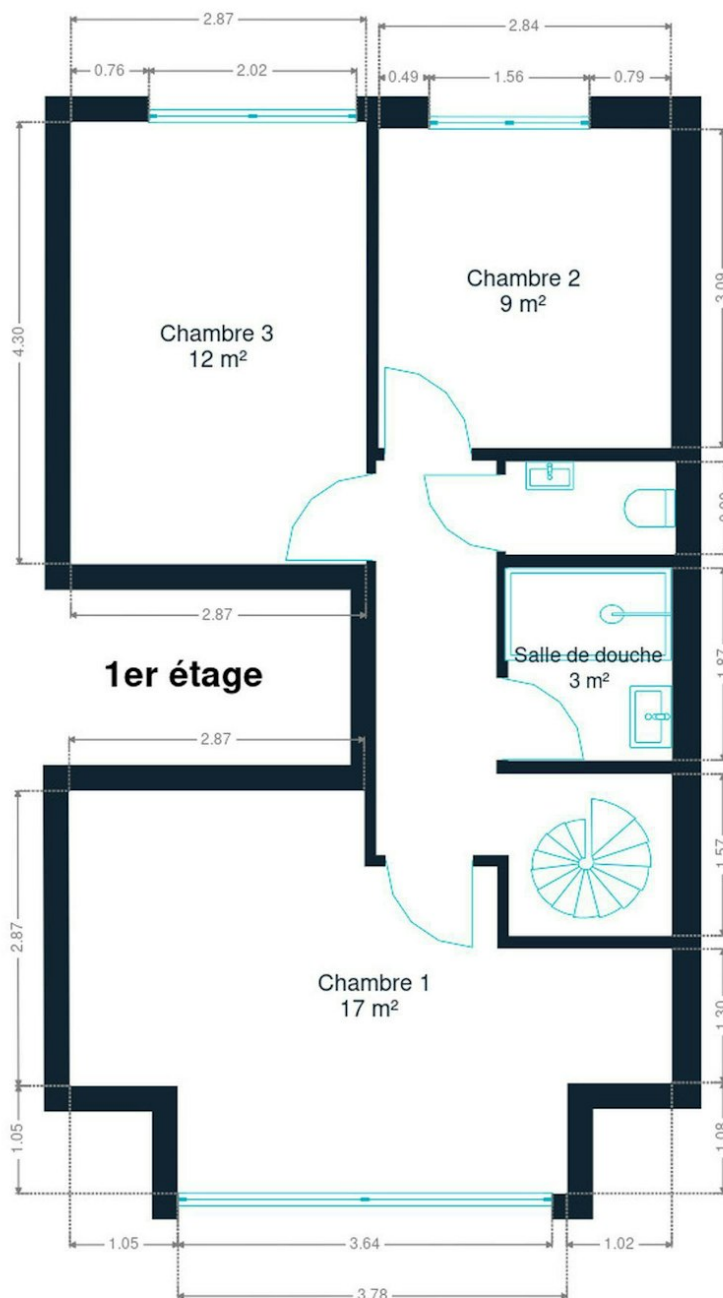 2.87
2.84
0.76
2.02
0.49
1.56
0.79
Chambre 2
9 m²
3.09
Chambre 3
12 m²
4.30
2.87
Salle de douche
3 m²
1.87
1er étage
2.87
1.57
2.87
Chambre 1
17 m²
1.30
1.05
1.08
1.05
3.64
1.02
3.78